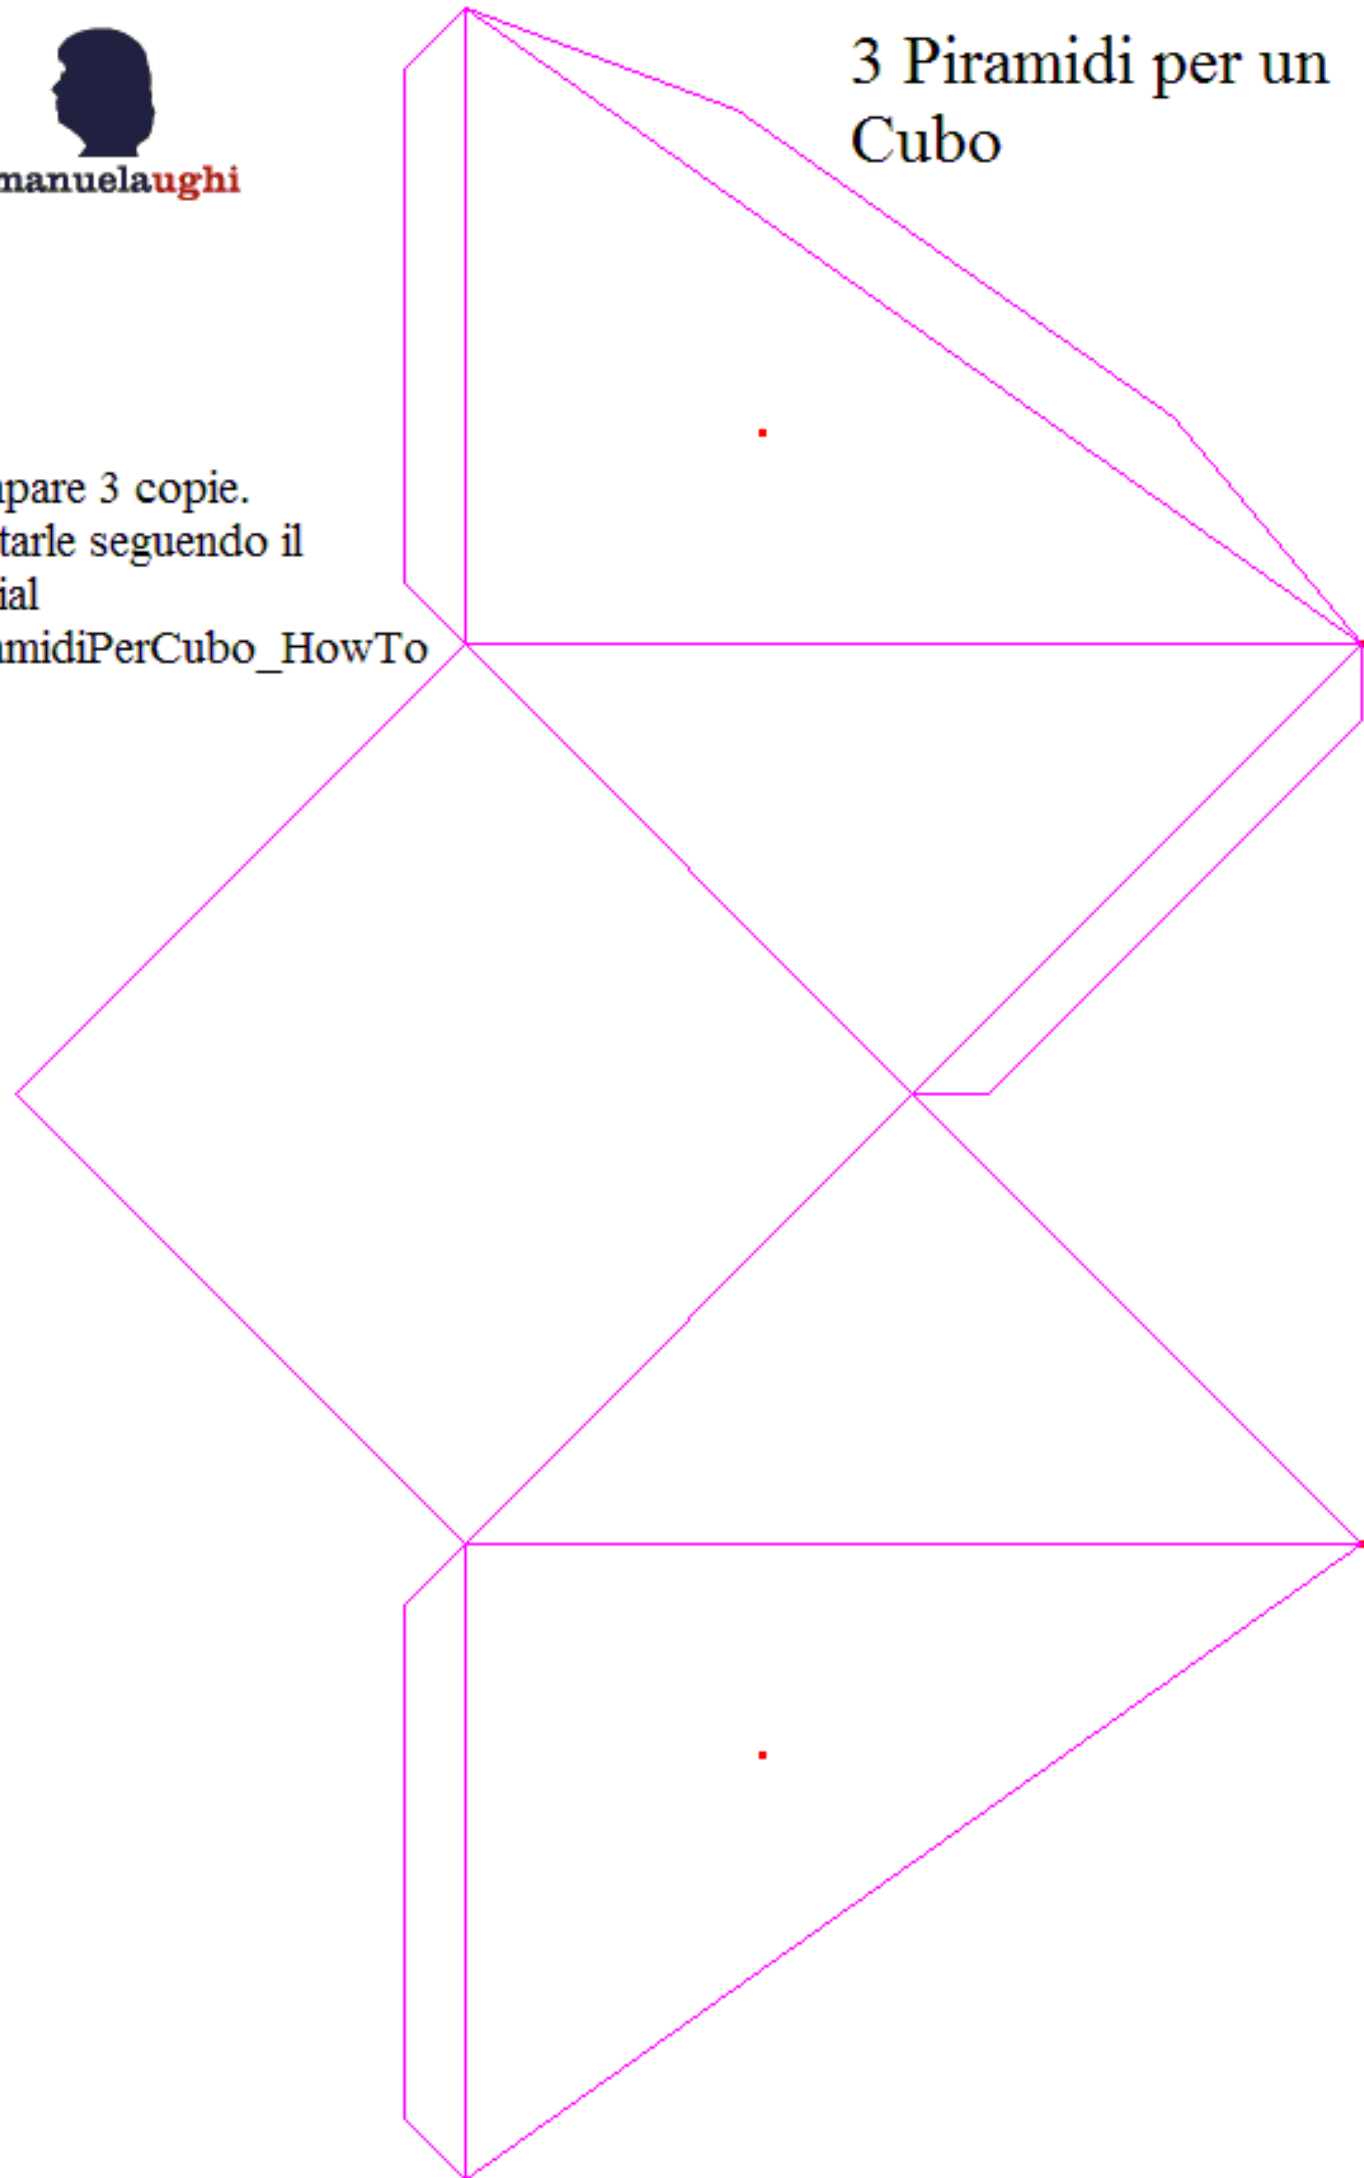 manuelaughi
3 Piramidi per un
Cubo
pare 3 copie.
tarle seguendo il
ial
midiPerCubo_HowTo